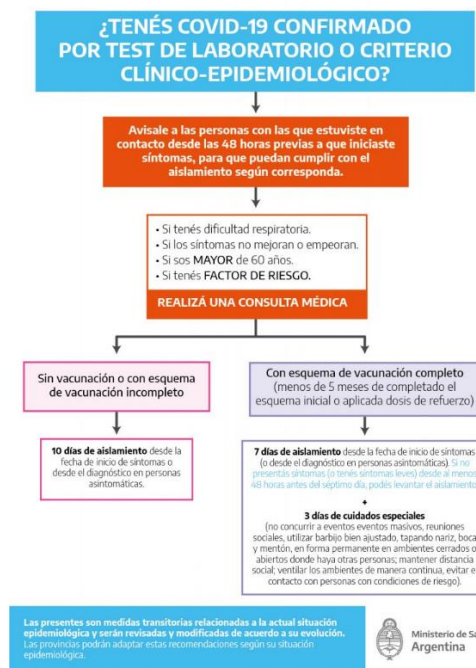 ¿TENÉS COVID-19 CONFIRMADO
POR TEST DE LABORATORIO O CRITERIO
CLÍNICO-EPIDEMIOLÓGICO?
Avisale a las personas con las que estuviste en
contacto desde las 48 horas previas a que iniciaste
síntomas, para que puedan cumplir con el
aislamiento según corresponda.
• Si tenés dificultad respiratoria.
• Si los síntomas no mejoran o empeoran.
• Si sos MAYOR de 60 años.
• Si tenés FACTOR DE RIESGO.
REALIZÁ UNA CONSULTA MÉDICA
Sin vacunación o con esquema
de vacunación incompleto
10 días de aislamiento desde la
fecha de inicio de síntomas o
desde el diagnóstico en personas
asintomáticas.
Con esquema de vacunación completo
(menos de 5 meses de completado el
esquema inicial o aplicada dosis de refuerzo)
7 días de aislamiento desde la fecha de inicio de síntomas
(o desde el diagnóstico en personas asintomáticas). Si no
presentás síntomas (o tenés síntomas leves) desde al menos
48 horas antes del séptimo día, podés levantar el aislamiento
+
3 días de cuidados especiales
(no concurrir a eventos eventos masivos, reuniones
sociales, utilizar barbijo bien ajustado, tapando nariz, boca
y mentón, en forma permanente en ambientes cerrados o
abiertos donde haya otras personas; mantener distancia
social; ventilar los ambientes de manera continua, evitar e
contacto con personas con condiciones de riesgo).
Las presentes son medidas transitorias relacionadas a la actual situación
epidemiológica y serán revisadas y modificadas de acuerdo a su evolución.
Las provincias podrán adaptar estas recomendaciones según su situación
epidemiológica.
Ministerio de Sa
Argentina